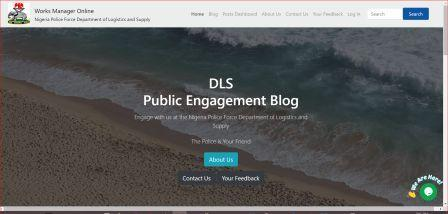 Works Manager Online
Nigeria Police Force Department of Logistics and Supply
Home Blog Posts Dashboard About Us Contact Us Your Feedback Log In Search Search
DLS
Public Engagement Blog
Engage with us at the Nigeria Police Force Department of Logistics and
Supply
The Police is Your Friend
About Us
Contact Us Your Feedback
We Are Here!